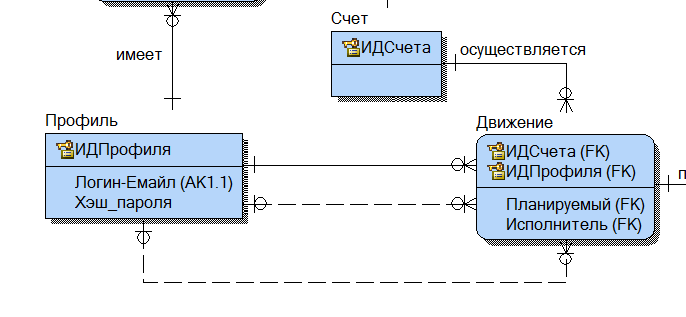 Счет
ИДСчета
имеет
осуществляется
Профиль
ИДПрофиля
Логин-Емайл (AK1.1)
Хэш_пароля
Движение
ИДСчета (FK)
ИДПрофиля (FK)
Планируемый (FK)
Исполнитель (FK)